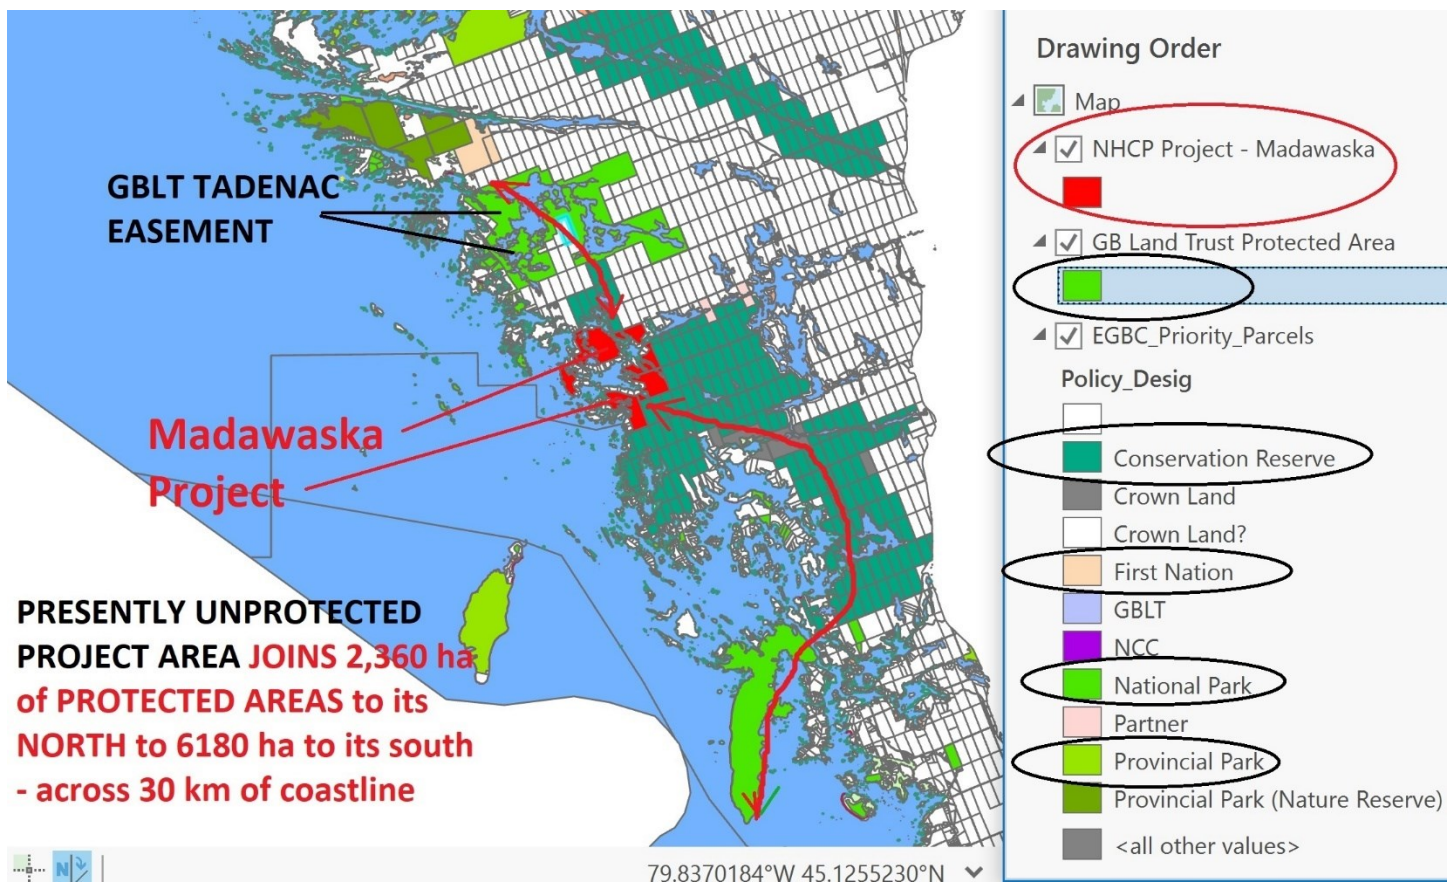 GBLT TADENAC
EASEMENT
Madawaska
Project
PRESENTLY UNPROTECTED
PROJECT AREA JOINS 2,360 ha
of PROTECTED AREAS to its
NORTH to 6180 ha to its south
- across 30 km of coastline
N
79.8370184°W 45.1255230°N
Drawing Order
Map
NHCP Project - Madawaska
GB Land Trust Protected Area
EGBC_Priority_Parcels
Policy_Desig
Conservation Reserve
Crown Land
Crown Land?
First Nation
GBLT
NCC
National Park
Partner
Provincial Park
Provincial Park (Nature Reserve)
<all other values>